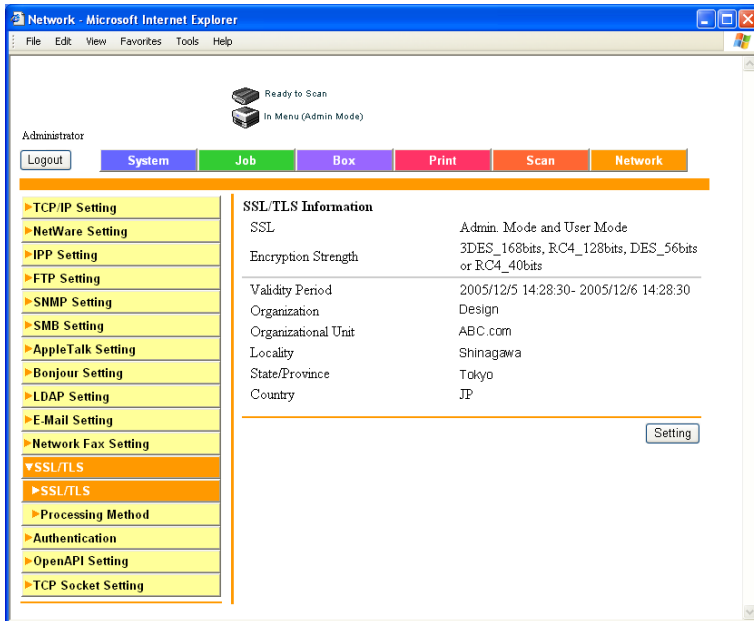 Network - Microsoft Internet Explorer
File Edit View Favorites Tools Help
Ready to Scan
In Menu (Admin Mode)
Administrator
Logout
System
Job
Box
Print
Scan
Network
TCP/IP Setting
NetWare Setting
IPP Setting
FTP Setting
SNMP Setting
SMB Setting
AppleTalk Setting
Bonjour Setting
LDAP Setting
E-Mail Setting
Network Fax Setting
SSL/TLS
SSL/TLS
Processing Method
Authentication
OpenAPI Setting
TCP Socket Setting
SSL/TLS Information
SSL Admin. Mode and User Mode
Encryption Strength 3DES_168bits, RC4_128bits, DES_56bits
or RC4_40bits
Validity Period 2005/12/5 14:28:30- 2005/12/6 14:28:30
Organization Design
Organizational Unit ABC.com
Locality Shinagawa
State/Province Tokyo
Country JP
Setting